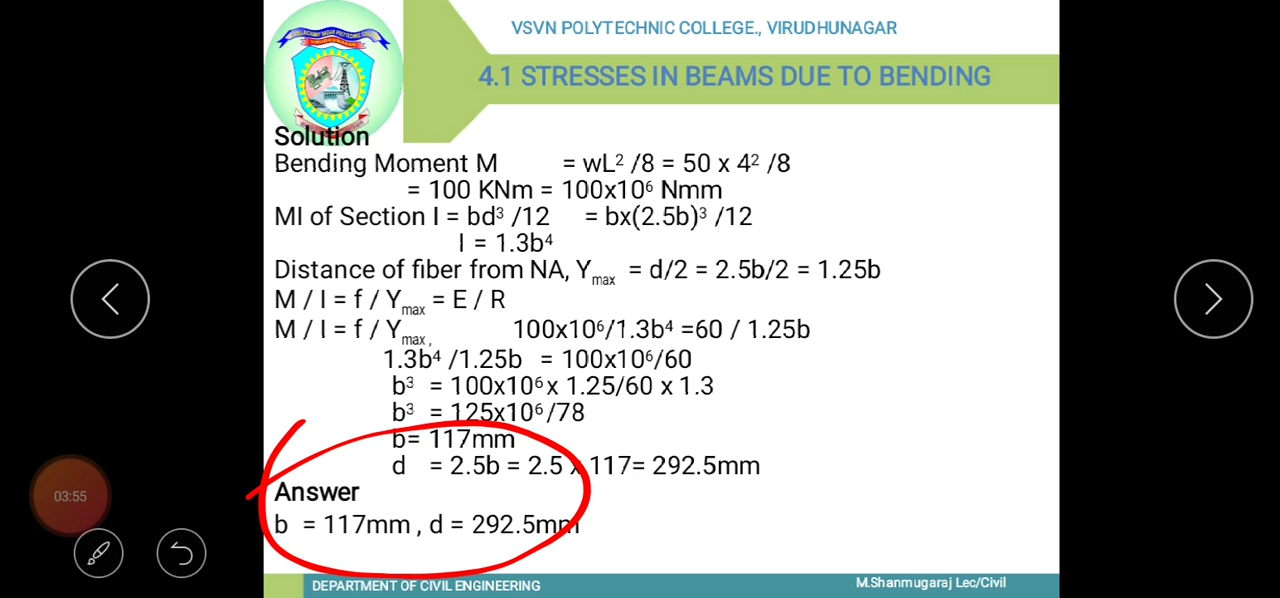 VSVN POLYTECHNIC COLLEGE., VIRUDHUNAGAR
4.1 STRESSES IN BEAMS DUE TO BENDING
Solution
Bending Moment M = wL² /8 = 50 x 4² /8
= 100 KNm = 100x10⁶ Nmm
MI of Section I = bd³ /12 = bx(2.5b)³ /12
I = 1.3b⁴
Distance of fiber from NA, Yₘₐₓ = d/2 = 2.5b/2 = 1.25b
M / I = f / Yₘₐₓ = E / R
M / I = f / Yₘₐₓ, 100x10⁶/1.3b⁴ =60 / 1.25b
1.3b⁴ /1.25b = 100x10⁶/60
b³ = 100x10⁶ x 1.25/60 x 1.3
b³ = 125x10⁶/78
b= 117mm
d = 2.5b = 2.5 x 117= 292.5mm
Answer
b = 117mm , d = 292.5mm
03:55
DEPARTMENT OF CIVIL ENGINEERING
M.Shanmugaraj Lec/Civil